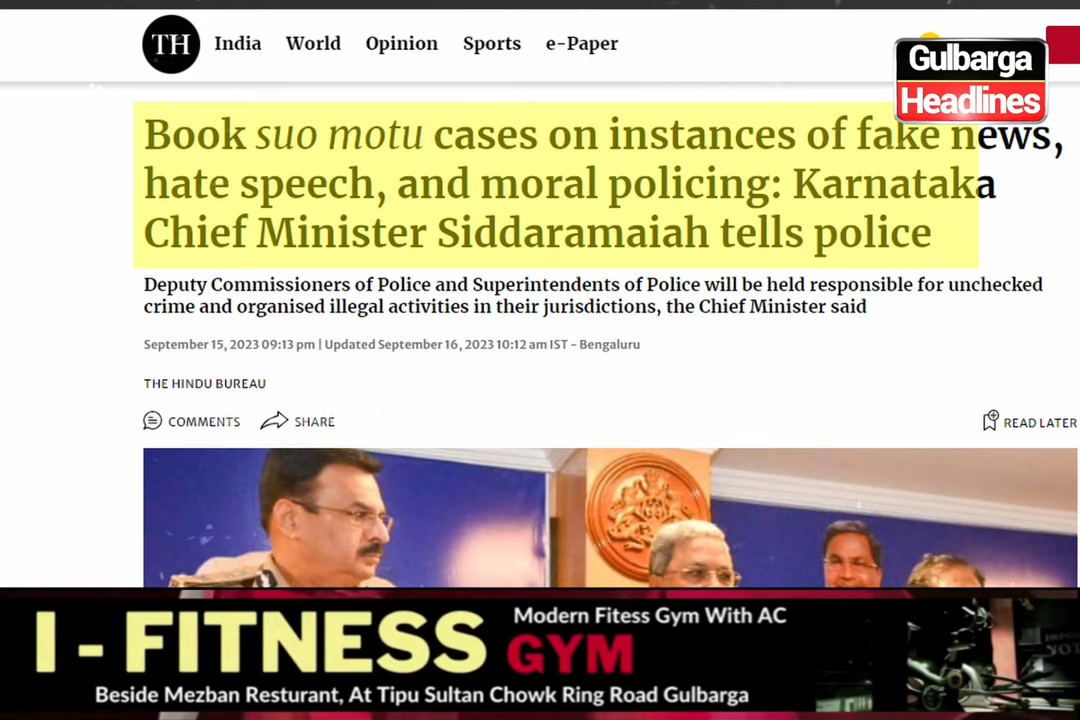 TH India World Opinion Sports e-Paper
Gulbarga
Headlines
Book suo motu cases on instances of fake news,
hate speech, and moral policing: Karnataka
Chief Minister Siddaramaiah tells police
Deputy Commissioners of Police and Superintendents of Police will be held responsible for unchecked
crime and organised illegal activities in their jurisdictions, the Chief Minister said
September 15, 2023 09:13 pm | Updated September 16, 2023 10:12 am IST - Bengaluru
THE HINDU BUREAU
COMMENTS SHARE READ LATER
I - FITNESS
Modern Fitess Gym With AC
GYM
Beside Mezban Resturant, At Tipu Sultan Chowk Ring Road Gulbarga